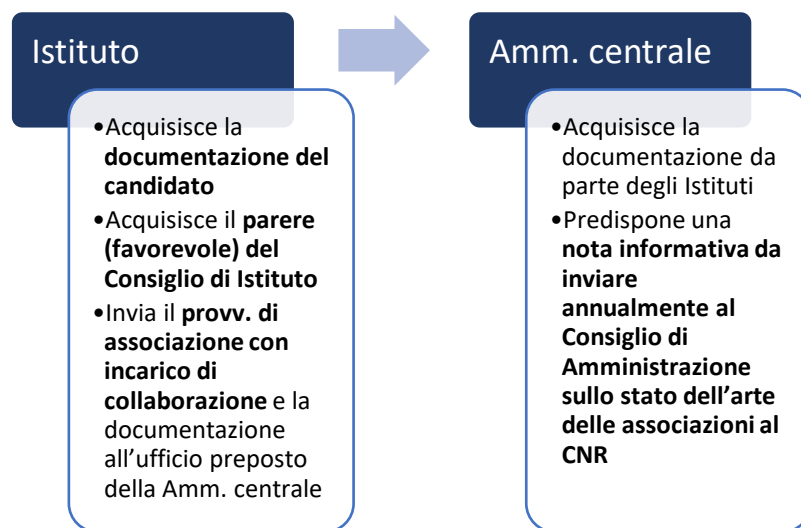 Istituto
•Acquisisce la
documentazione del
candidato
•Acquisisce il parere
(favorevole) del
Consiglio di Istituto
•Invia il provv. di
associazione con
incarico di
collaborazione e la
documentazione
all'ufficio preposto
della Amm. centrale
Amm. centrale
•Acquisisce la
documentazione da
parte degli Istituti
•Predispone una
nota informativa da
inviare
annualmente al
Consiglio di
Amministrazione
sullo stato dell'arte
delle associazioni al
CNR